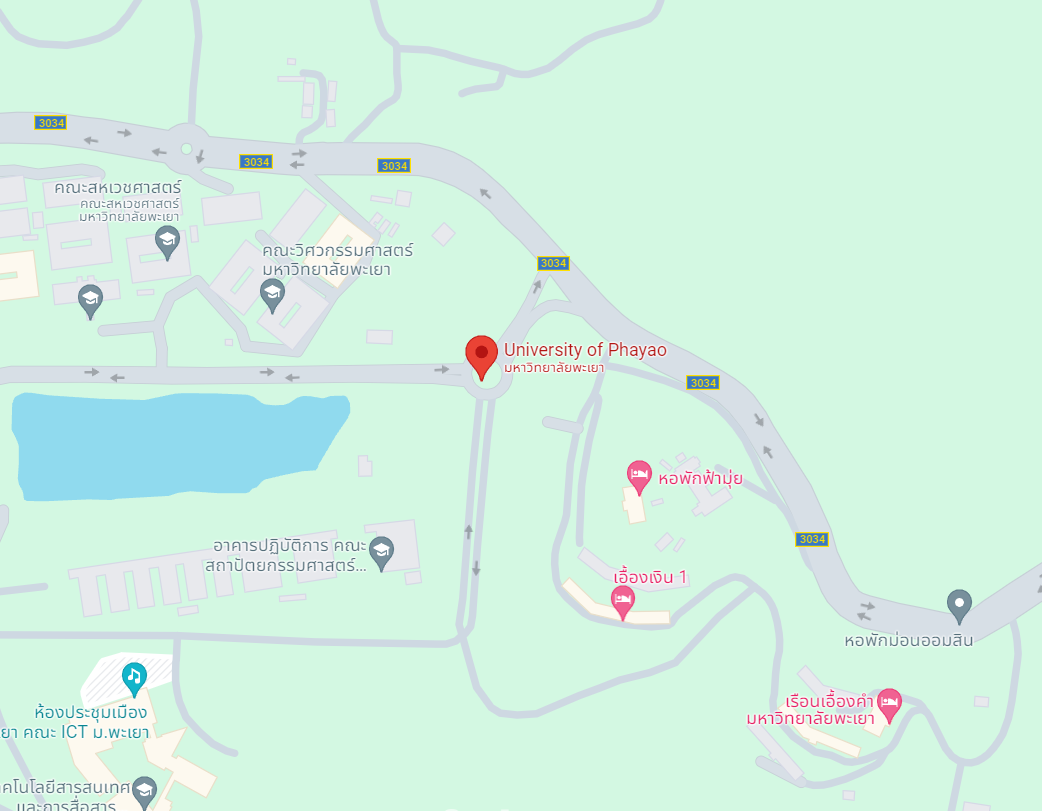 3034
3034
3034
คณะสหเวชศาสตร์
คณะสหเวชศาสตร์
มหาวิทยาลัยพะเยา
คณะวิศวกรรมศาสตร์
มหาวิทยาลัยพะเยา
3034
University of Phayao
มหาวิทยาลัยพะเยา
3034
หอพักฟ้ามุ่ย
3034
อาคารปฏิบัติการ คณะ
สถาปัตยกรรมศาสตร์...
เอื้องเงิน 1
หอพักม่อนออมสิน
เรือนเอื้องคำ
มหาวิทยาลัยพะเยา
ห้องประชุมเมือง
ยา คณะ ICT ม.พะเยา
คโนโลยีสารสนเทศ
และการสื่อสาร